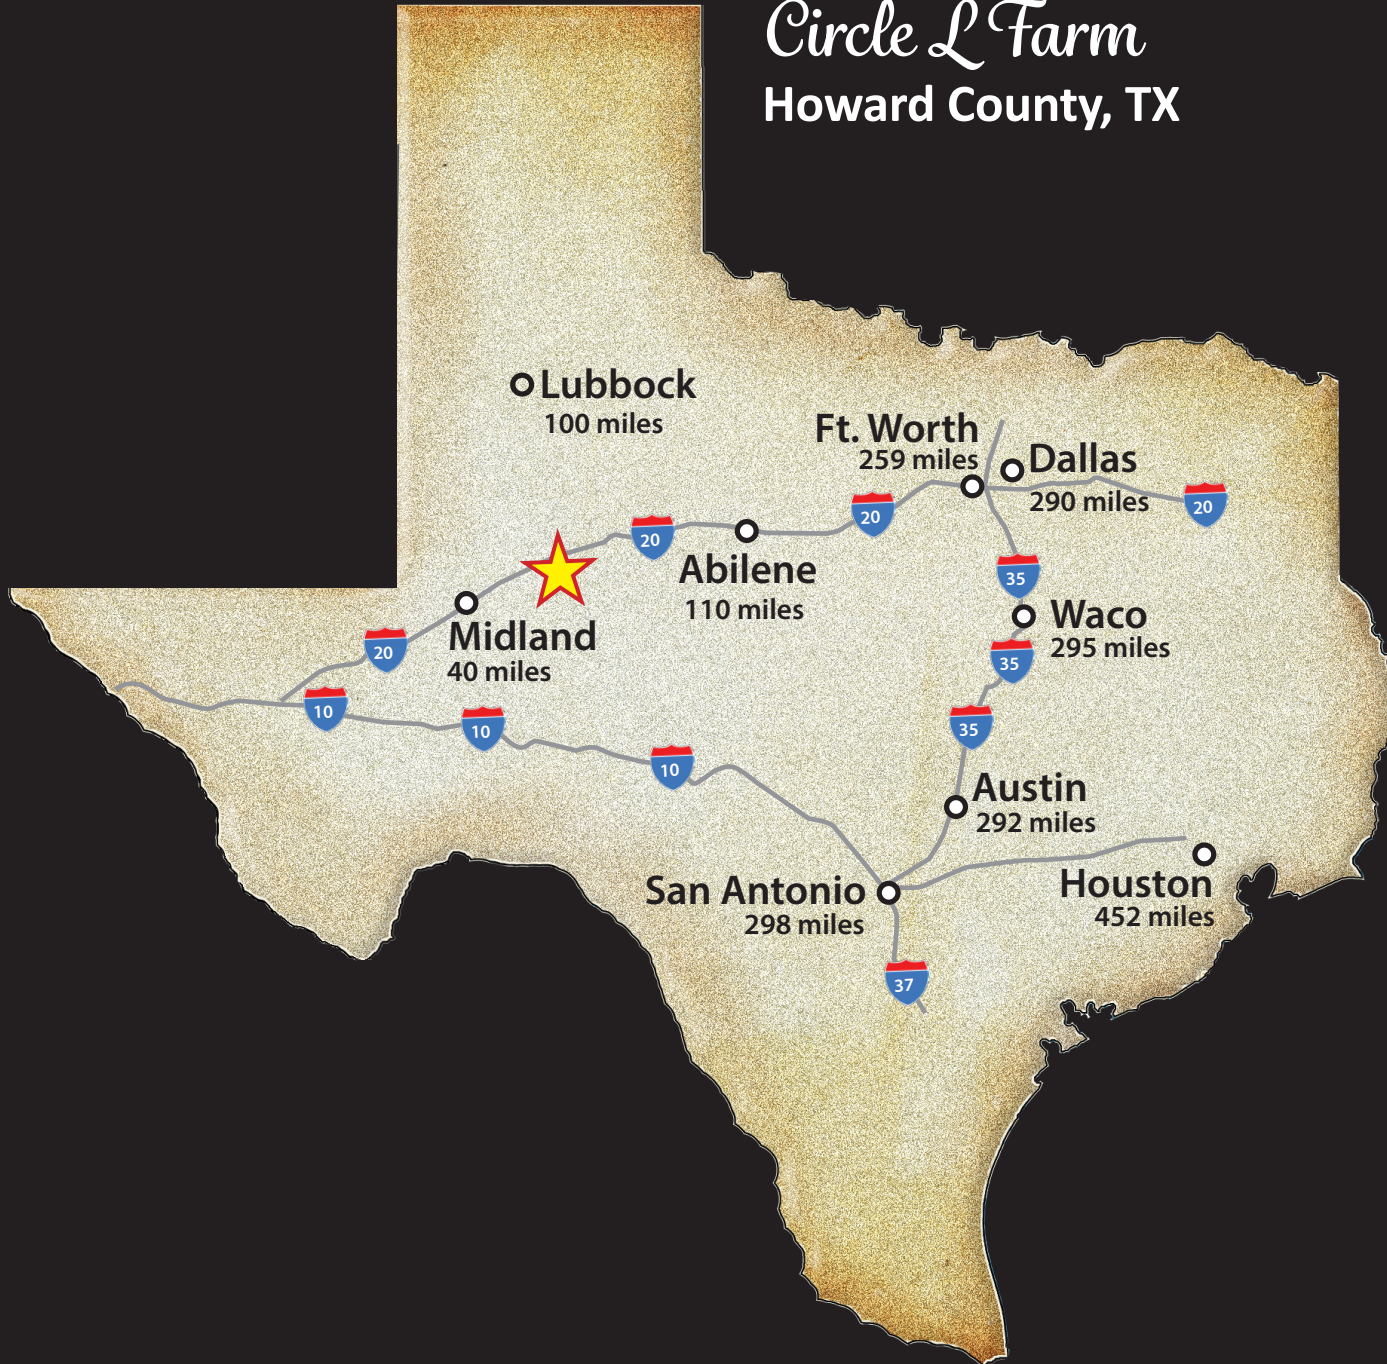 Circle L Farm
Howard County, TX
Lubbock
100 miles
Ft. Worth
259 miles
Dallas
290 miles
20
20
20
Abilene
110 miles
35
Waco
295 miles
Midland
40 miles
20
35
10
10
35
10
Austin
292 miles
San Antonio
298 miles
Houston
452 miles
37